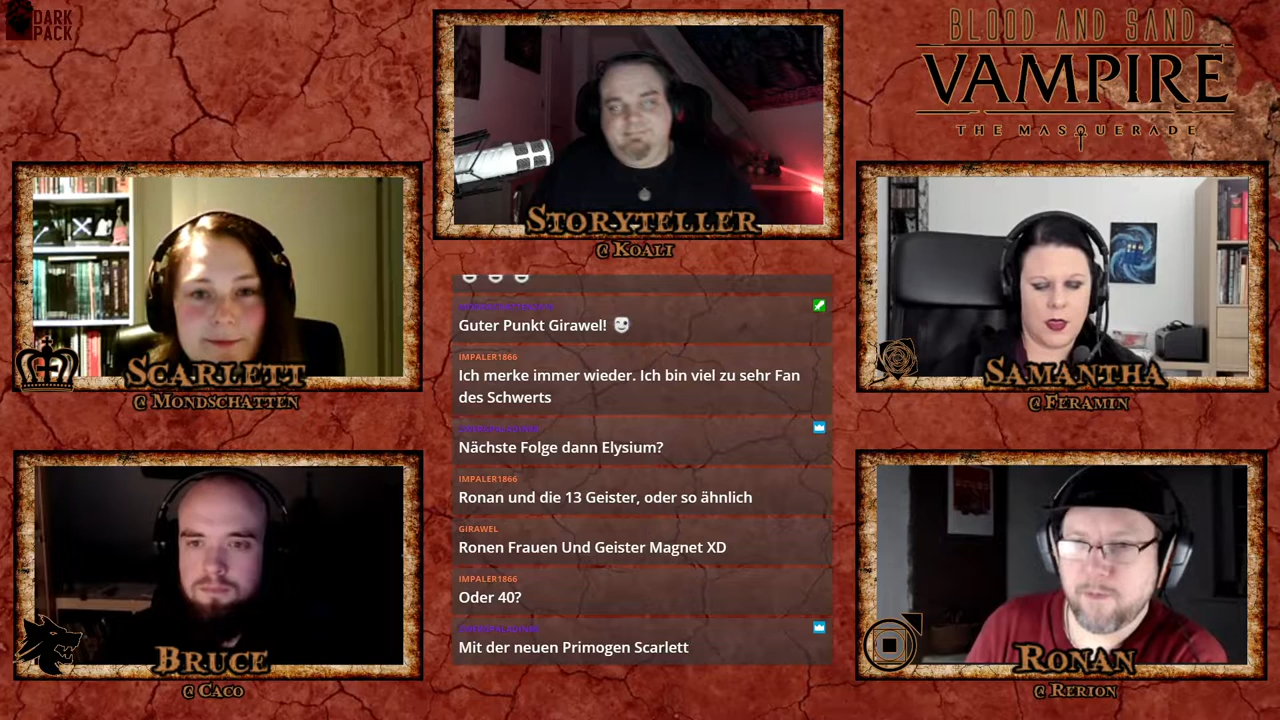 DARK
PACK
BLOOD AND SAND
VAMPIRE
THE MASQUERADE
STORYTELLER
@ KOALI
SCARLETT
@ MONDSCHATTEN
SAMANTHA
@ FERAMIN
Guter Punkt Girawel!
IMPALER1866
Ich merke immer wieder. Ich bin viel zu sehr Fan
des Schwerts
Nächste Folge dann Elysium?
IMPALER1866
Ronan und die 13 Geister, oder so ähnlich
GIRAWEL
Ronen Frauen Und Geister Magnet XD
IMPALER1866
Oder 40?
Mit der neuen Primogen Scarlett
BRUCE
@ CACO
RONAN
@ RERION